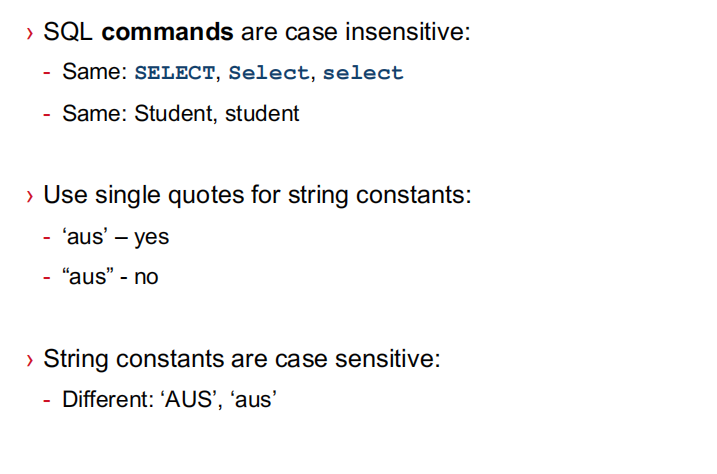 › SQL commands are case insensitive:
- Same: SELECT, Select, select
- Same: Student, student
› Use single quotes for string constants:
- ‘aus’ – yes
- “aus” - no
› String constants are case sensitive:
- Different: ‘AUS’, ‘aus’